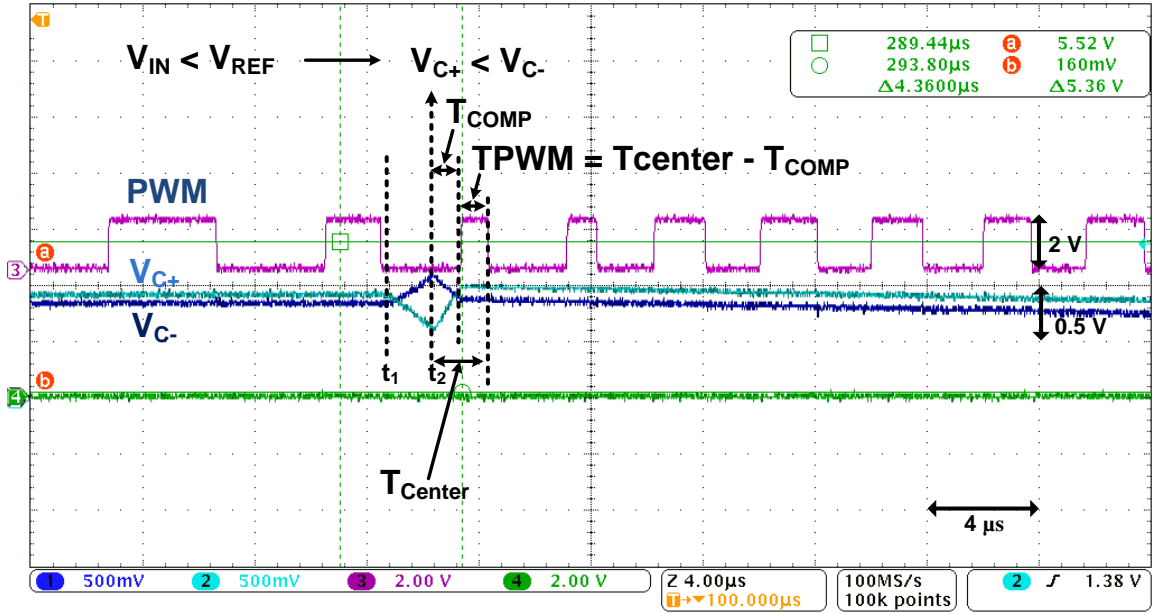 T
289.44µs a 5.52 V
293.80µs b 160mV
Δ4.3600µs Δ5.36 V
V_IN < V_REF V_C+ < V_C-
T_COMP
TPWM = Tcenter - T_COMP
PWM
a
2 V
3
V_C+
V_C-
0.5 V
t_1 t_2
b
4
T_Center
4 µs
1 500mV 2 500mV 3 2.00 V 4 2.00 V
Z 4.00µs
T→▼100.000µs
100MS/s
100k points
2 ∫ 1.38 V